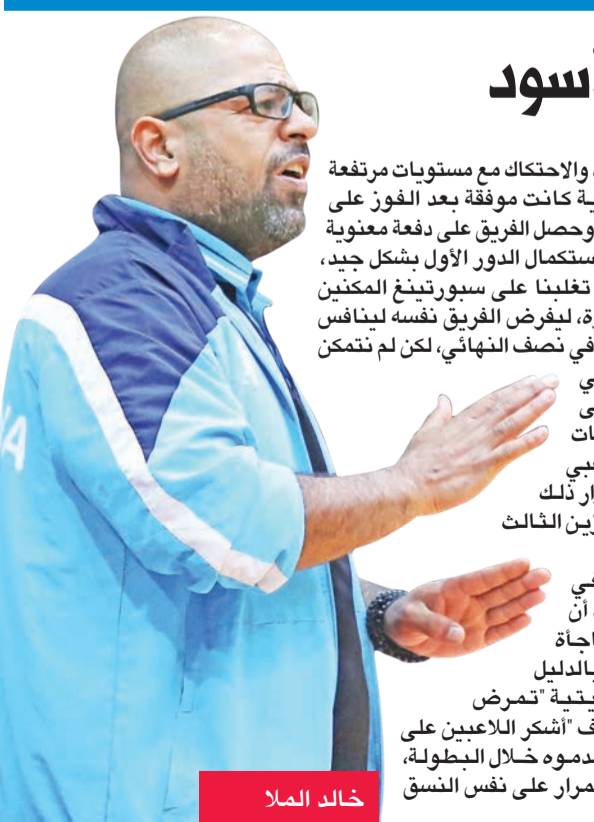 سود
والاحتكاك مع مستويات مرتفعة
ية كانت موفقة بعد الفوز على
وحصل الفريق على دفعة معنوية
ستكمال الدور الأول بشكل جيد،
تغلبنا على سبورتينغ المكنين
رة، ليفرض الفريق نفسه لينافس
في نصف النهائي، لكن لم نتمكن
ي
ى
ات
عبي
رار ذلك
زين الثالث
في
أن
اجأة
بالدليل
يتية "تمرض
ف "أشكر اللاعبين على
دموه خلال البطولة،
مرار على نفس النسق
خالد الملا